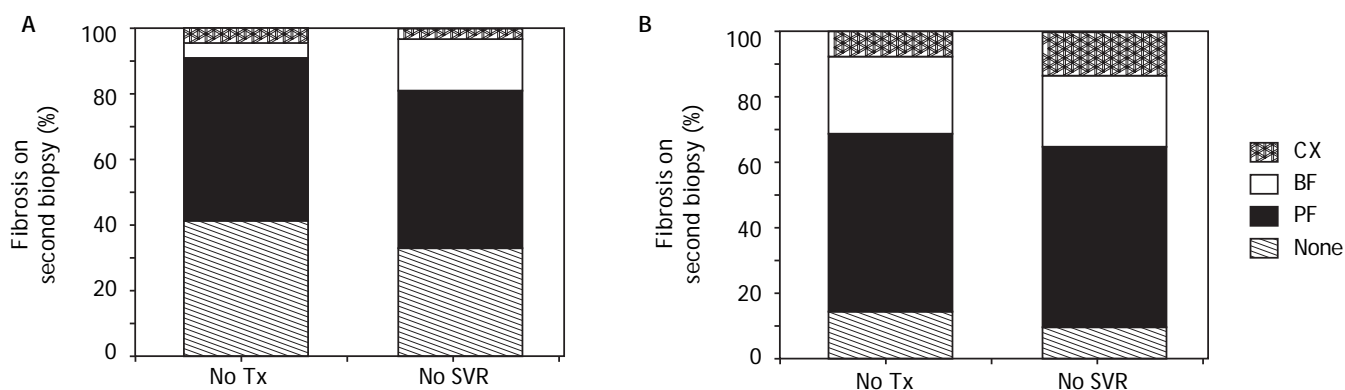 A
100
80
60
40
20
0
Fibrosis on
second biopsy (%)
No Tx No SVR
B
100
80
60
40
20
0
Fibrosis on
second biopsy (%)
No Tx No SVR
CX
BF
PF
None